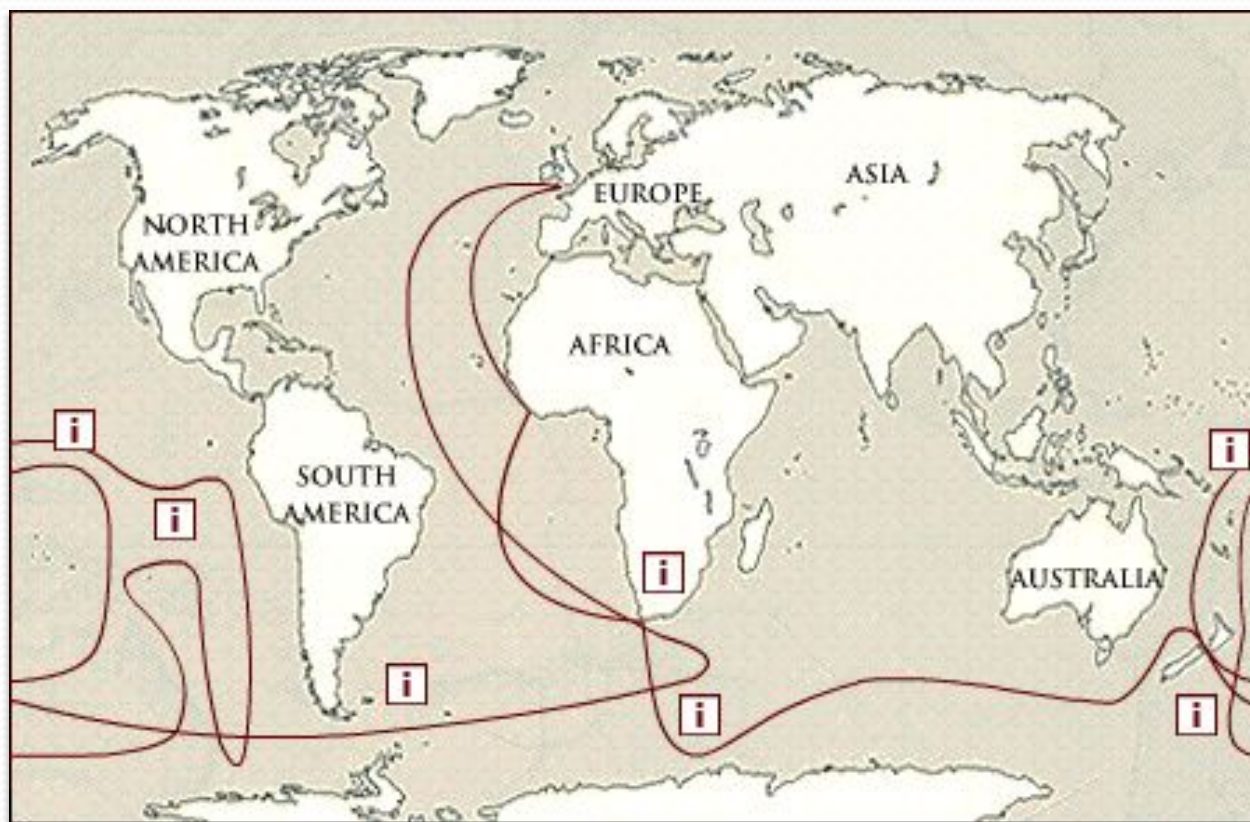 ASIA
EUROPE
NORTH
AMERICA
AFRICA
i
i
SOUTH
AMERICA
i
i
AUSTRALIA
i
i
i